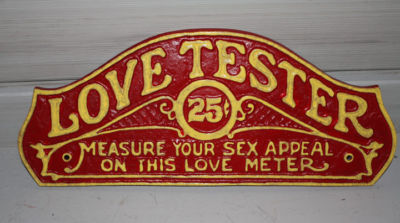 LOVE TESTER
25¢
MEASURE YOUR SEX APPEAL
ON THIS LOVE METER